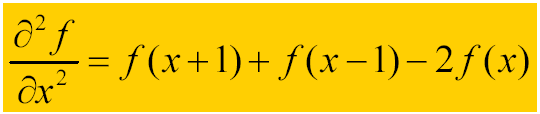 ∂²f/∂x² = f(x+1)+ f(x−1)−2f(x)